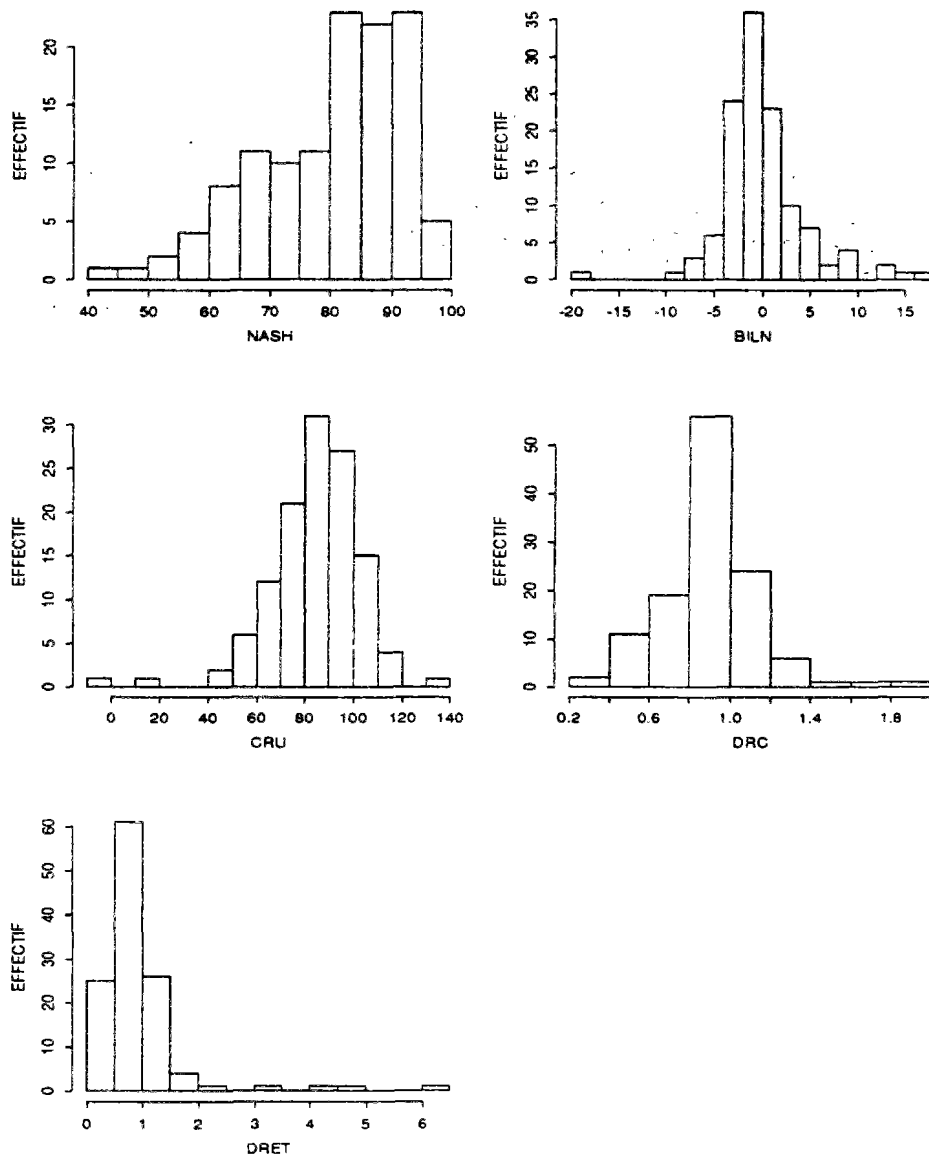 EFFECTIF
0 5 10 15 20
40 50 60 70 80 90 100
NASH
EFFECTIF
0 5 10 15 20 25 30 35
-20 -15 -10 -5 0 5 10 15
BILN
EFFECTIF
0 5 10 15 20 25 30
0 20 40 60 80 100 120 140
CRU
EFFECTIF
0 10 20 30 40 50
0.2 0.6 1.0 1.4 1.8
DRC
EFFECTIF
0 10 20 30 40 50 60
0 1 2 3 4 5 6
DRET